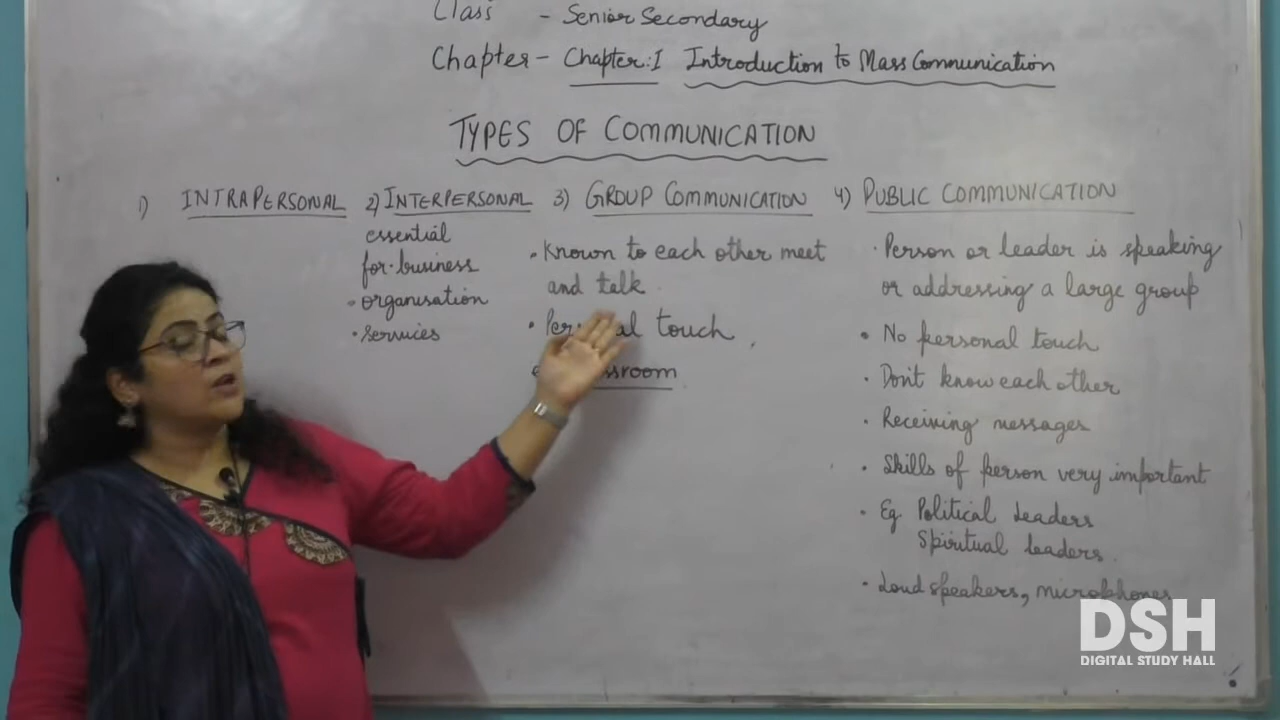 Class - Senior Secondary
Chapter - Chapter: I Introduction to Mass Communication
TYPES OF COMMUNICATION
1) INTRAPERSONAL 2) INTERPERSONAL 3) GROUP COMMUNICATION 4) PUBLIC COMMUNICATION
essential
for business
• organisation
• services
• Known to each other meet
and talk
• touch
• Person or leader is speaking
or addressing a large group
• No personal touch
• Don't know each other
• Receiving messages
• Skills of person very important
• Eg. Political Leaders
Spiritual leaders.
• Loud speakers, microphones
DSH
DIGITAL STUDY HALL